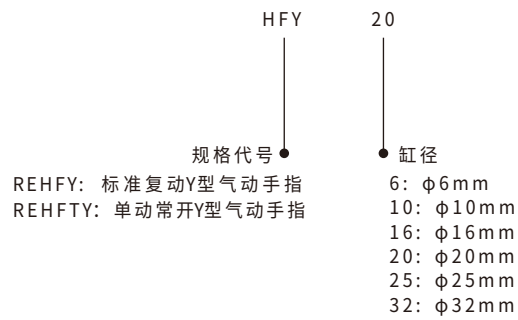 HFY 20
规格代号 缸径
REHFY: 标准复动Y型气动手指
REHFTY: 单动常开Y型气动手指
6: φ6mm
10: φ10mm
16: φ16mm
20: φ20mm
25: φ25mm
32: φ32mm